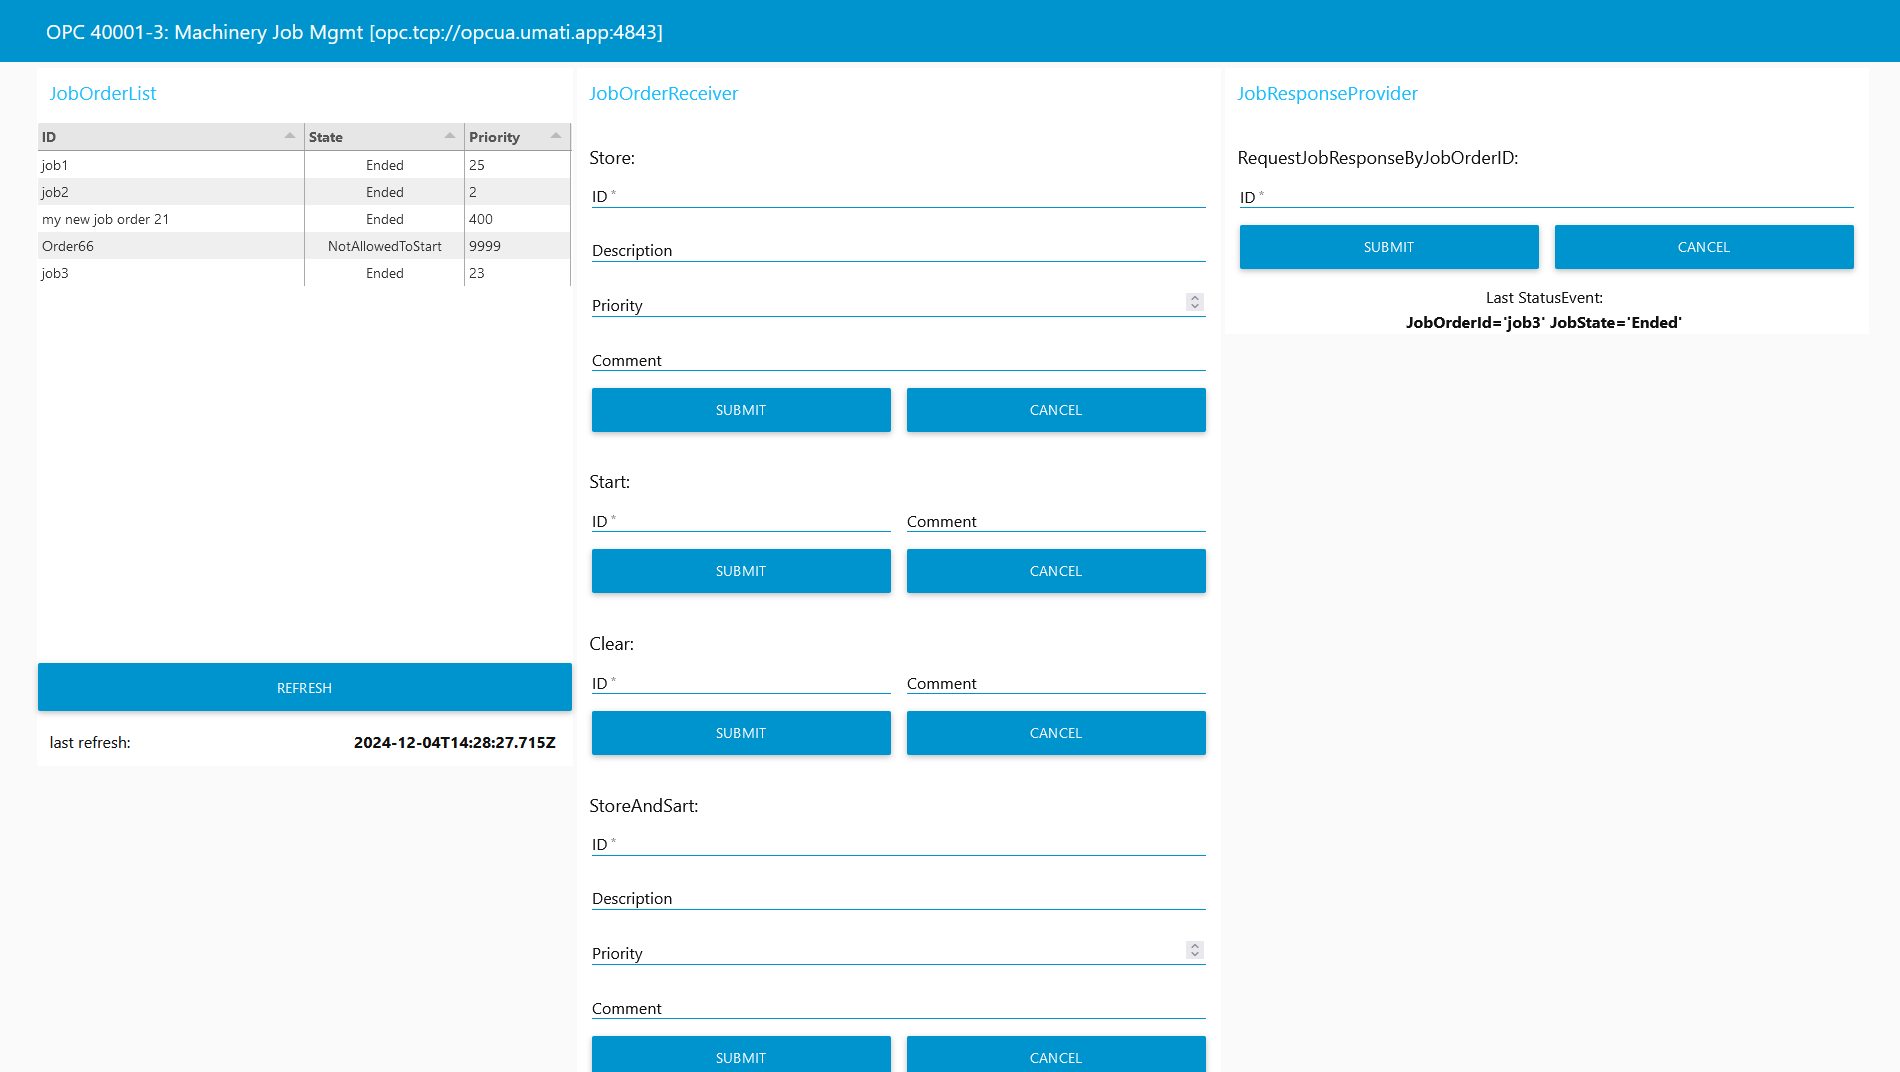 OPC 40001-3: Machinery Job Mgmt [opc.tcp://opcua.umati.app:4843]
JobOrderList
ID State Priority
job1 Ended 25
job2 Ended 2
my new job order 21 Ended 400
Order66 NotAllowedToStart 9999
job3 Ended 23
REFRESH
last refresh: 2024-12-04T14:28:27.715Z
JobOrderReceiver
Store:
ID *
Description
Priority
Comment
SUBMIT CANCEL
Start:
ID * Comment
SUBMIT CANCEL
Clear:
ID * Comment
SUBMIT CANCEL
StoreAndSart:
ID *
Description
Priority
Comment
SUBMIT CANCEL
JobResponseProvider
RequestJobResponseByJobOrderID:
ID *
SUBMIT CANCEL
Last StatusEvent:
JobOrderId='job3' JobState='Ended'